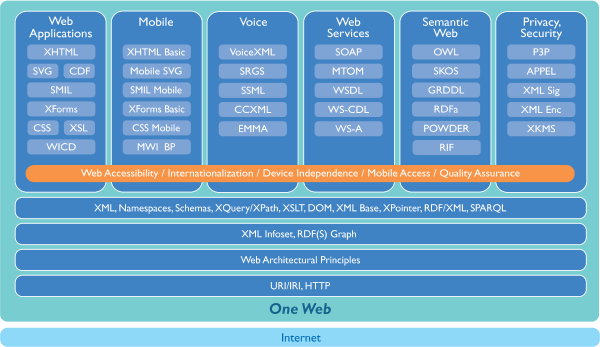 Web Applications
XHTML
SVG CDF
SMIL
XForms
CSS XSL
WICD
Mobile
XHTML Basic
Mobile SVG
SMIL Mobile
XForms Basic
CSS Mobile
MWI BP
Voice
VoiceXML
SRGS
SSML
CCXML
EMMA
Web Services
SOAP
MTOM
WSDL
WS-CDL
WS-A
Semantic Web
OWL
SKOS
GRDDL
RDFa
POWDER
RIF
Privacy, Security
P3P
APPEL
XML Sig
XML Enc
XKMS
Web Accessibility / Internationalization / Device Independence / Mobile Access / Quality Assurance
XML, Namespaces, Schemas, XQuery/XPath, XSLT, DOM, XML Base, XPointer, RDF/XML, SPARQL
XML Infoset, RDF(S) Graph
Web Architectural Principles
URI/IRI, HTTP
One Web
Internet